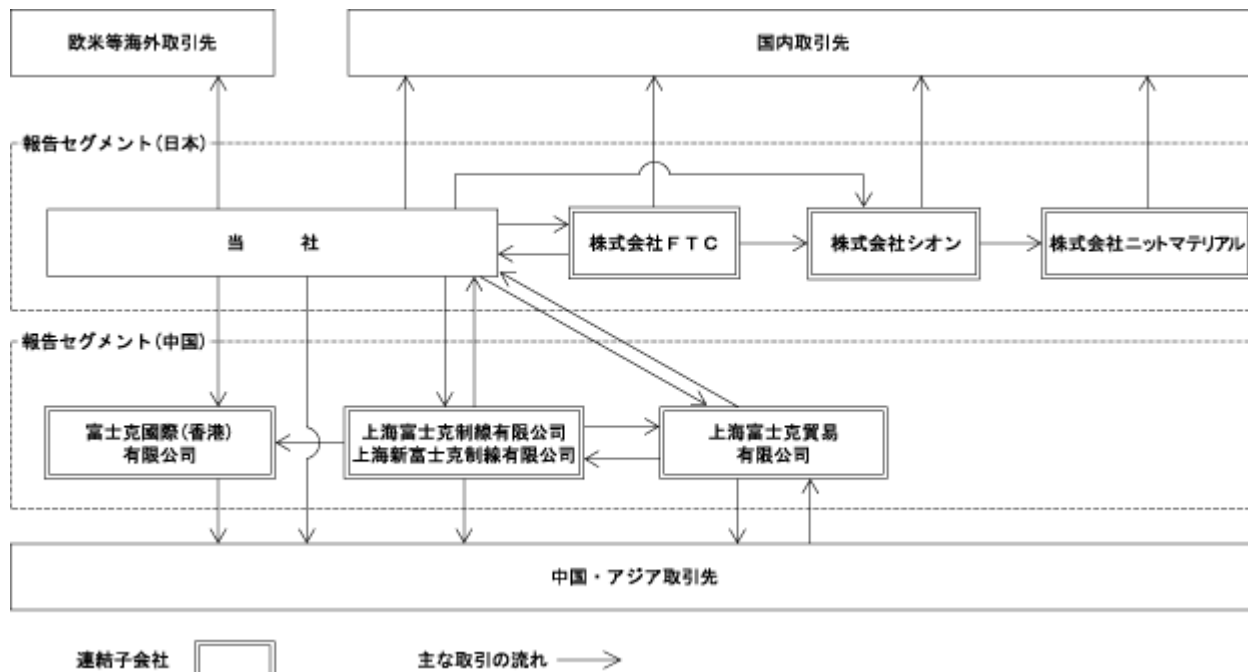 欧米等海外取引先
国内取引先
報告セグメント(日本)
当　　社
株式会社ＦＴＣ
株式会社シオン
株式会社ニットマテリアル
報告セグメント(中国)
富士克國際(香港)
有限公司
上海富士克制線有限公司
上海新富士克制線有限公司
上海富士克貿易
有限公司
中国・アジア取引先
連結子会社
主な取引の流れ